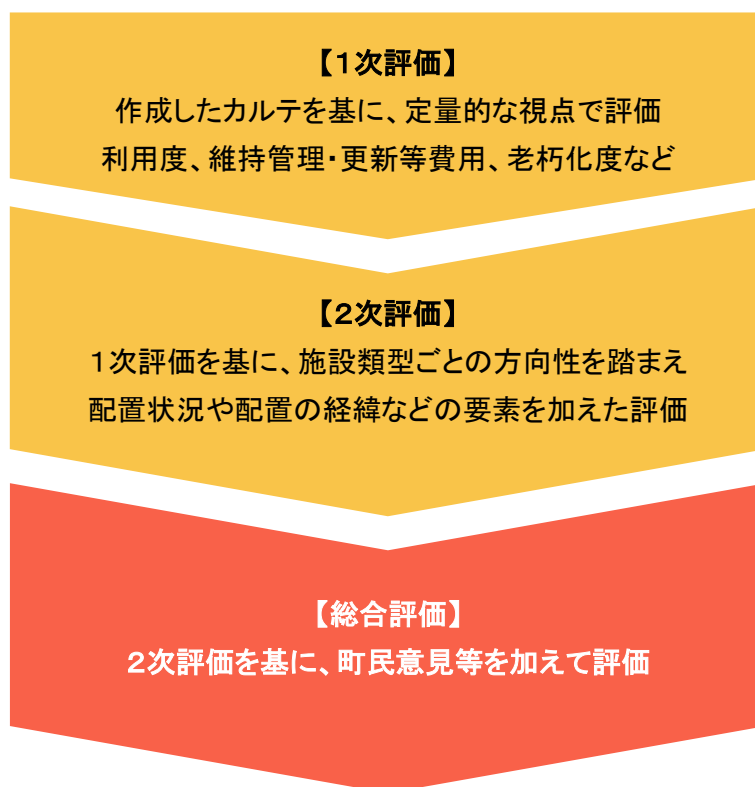 【1次評価】
作成したカルテを基に、定量的な視点で評価
利用度、維持管理・更新等費用、老朽化度など
【2次評価】
1次評価を基に、施設類型ごとの方向性を踏まえ
配置状況や配置の経緯などの要素を加えた評価
【総合評価】
2次評価を基に、町民意見等を加えて評価